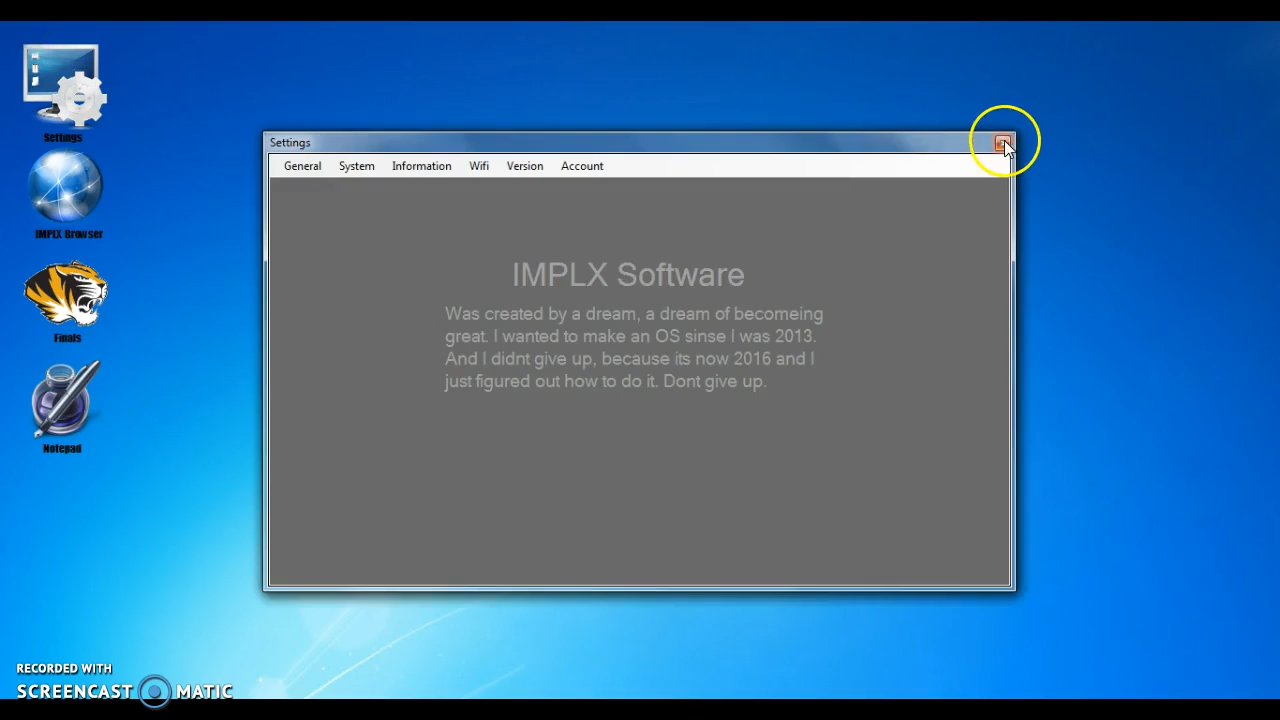 Settings
IMPLX Browser
Finals
Notepad
Settings
General System Information Wifi Version Account
IMPLX Software
Was created by a dream, a dream of becomeing
great. I wanted to make an OS sinse I was 2013.
And I didnt give up, because its now 2016 and I
just figured out how to do it. Dont give up.
RECORDED WITH
SCREENCAST MATIC